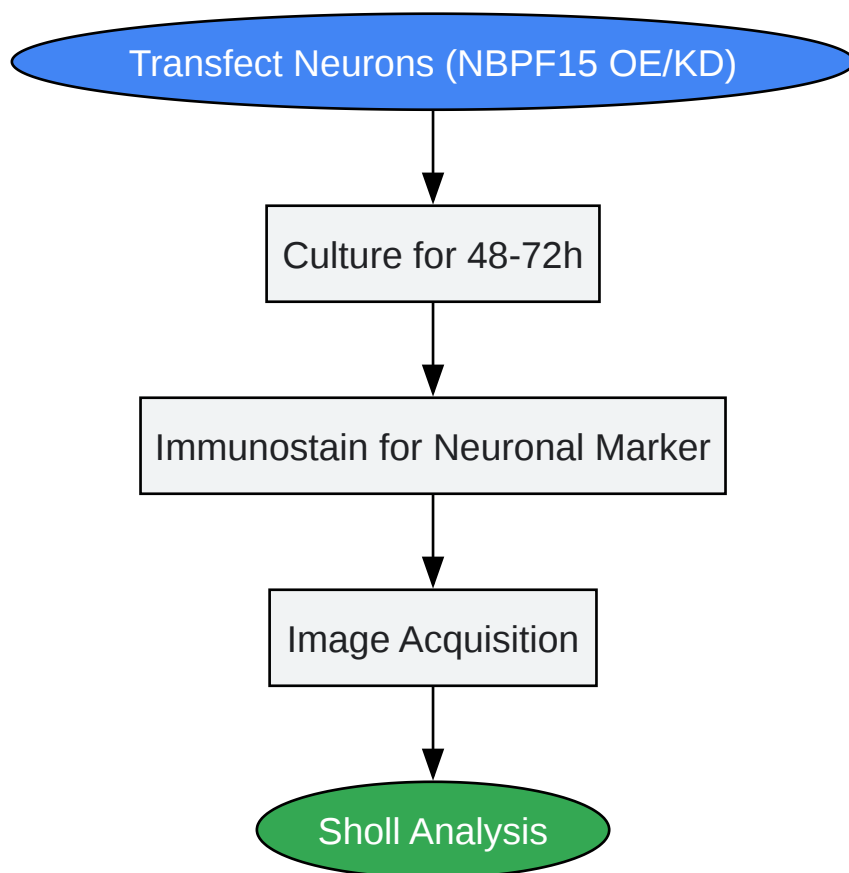 Transfect Neurons (NBPF15 OE/KD)
Culture for 48-72h
Immunostain for Neuronal Marker
Image Acquisition
Sholl Analysis